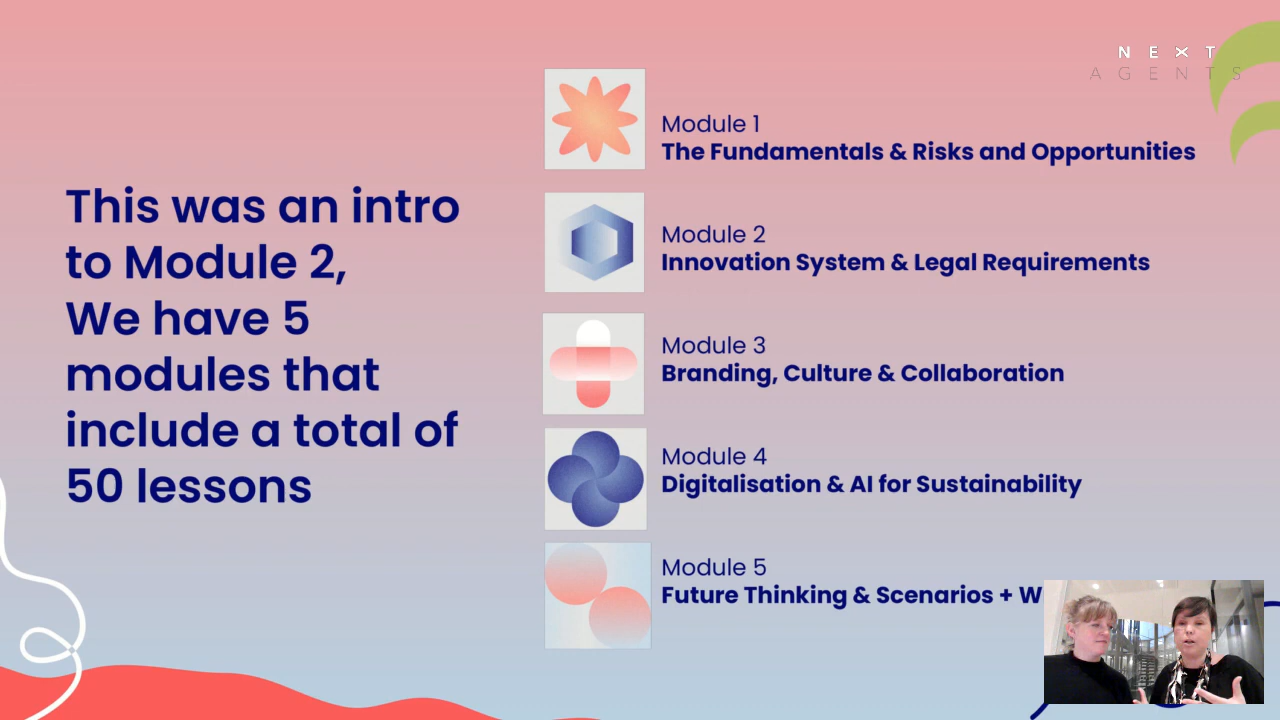 NEXT
AGENTS
This was an intro
to Module 2,
We have 5
modules that
include a total of
50 lessons
Module 1
The Fundamentals & Risks and Opportunities
Module 2
Innovation System & Legal Requirements
Module 3
Branding, Culture & Collaboration
Module 4
Digitalisation & AI for Sustainability
Module 5
Future Thinking & Scenarios +